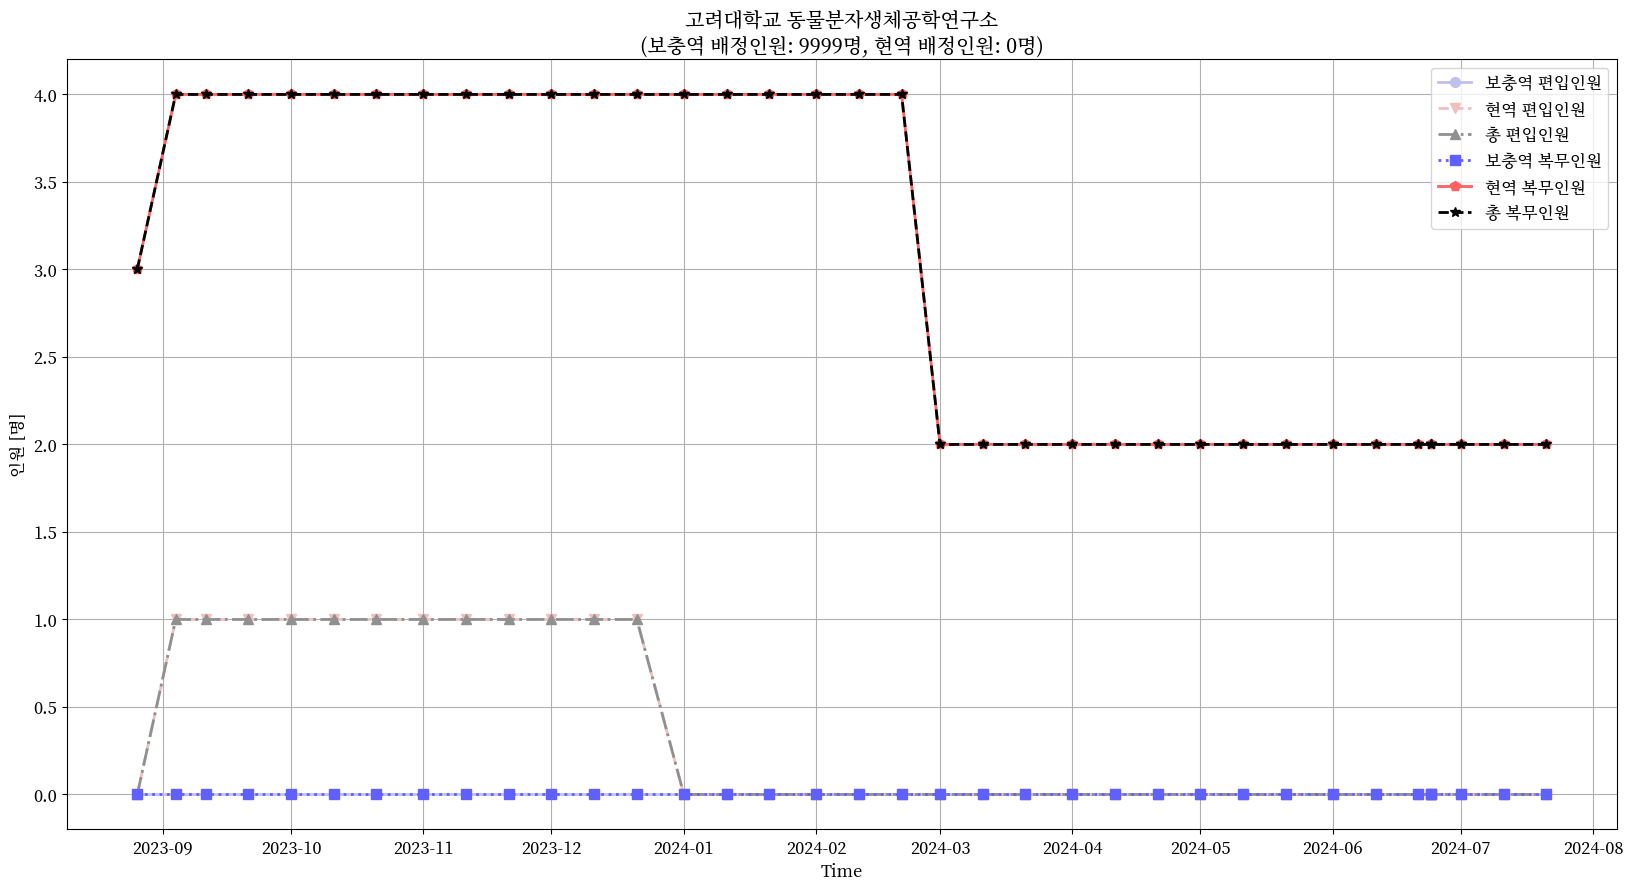 고려대학교 동물분자생체공학연구소
(보충역 배정인원: 9999명, 현역 배정인원: 0명)
보충역 편입인원
현역 편입인원
총 편입인원
보충역 복무인원
현역 복무인원
총 복무인원
인원 [명]
4.0
3.5
3.0
2.5
2.0
1.5
1.0
0.5
0.0
2023-09 2023-10 2023-11 2023-12 2024-01 2024-02 2024-03 2024-04 2024-05 2024-06 2024-07 2024-08
Time